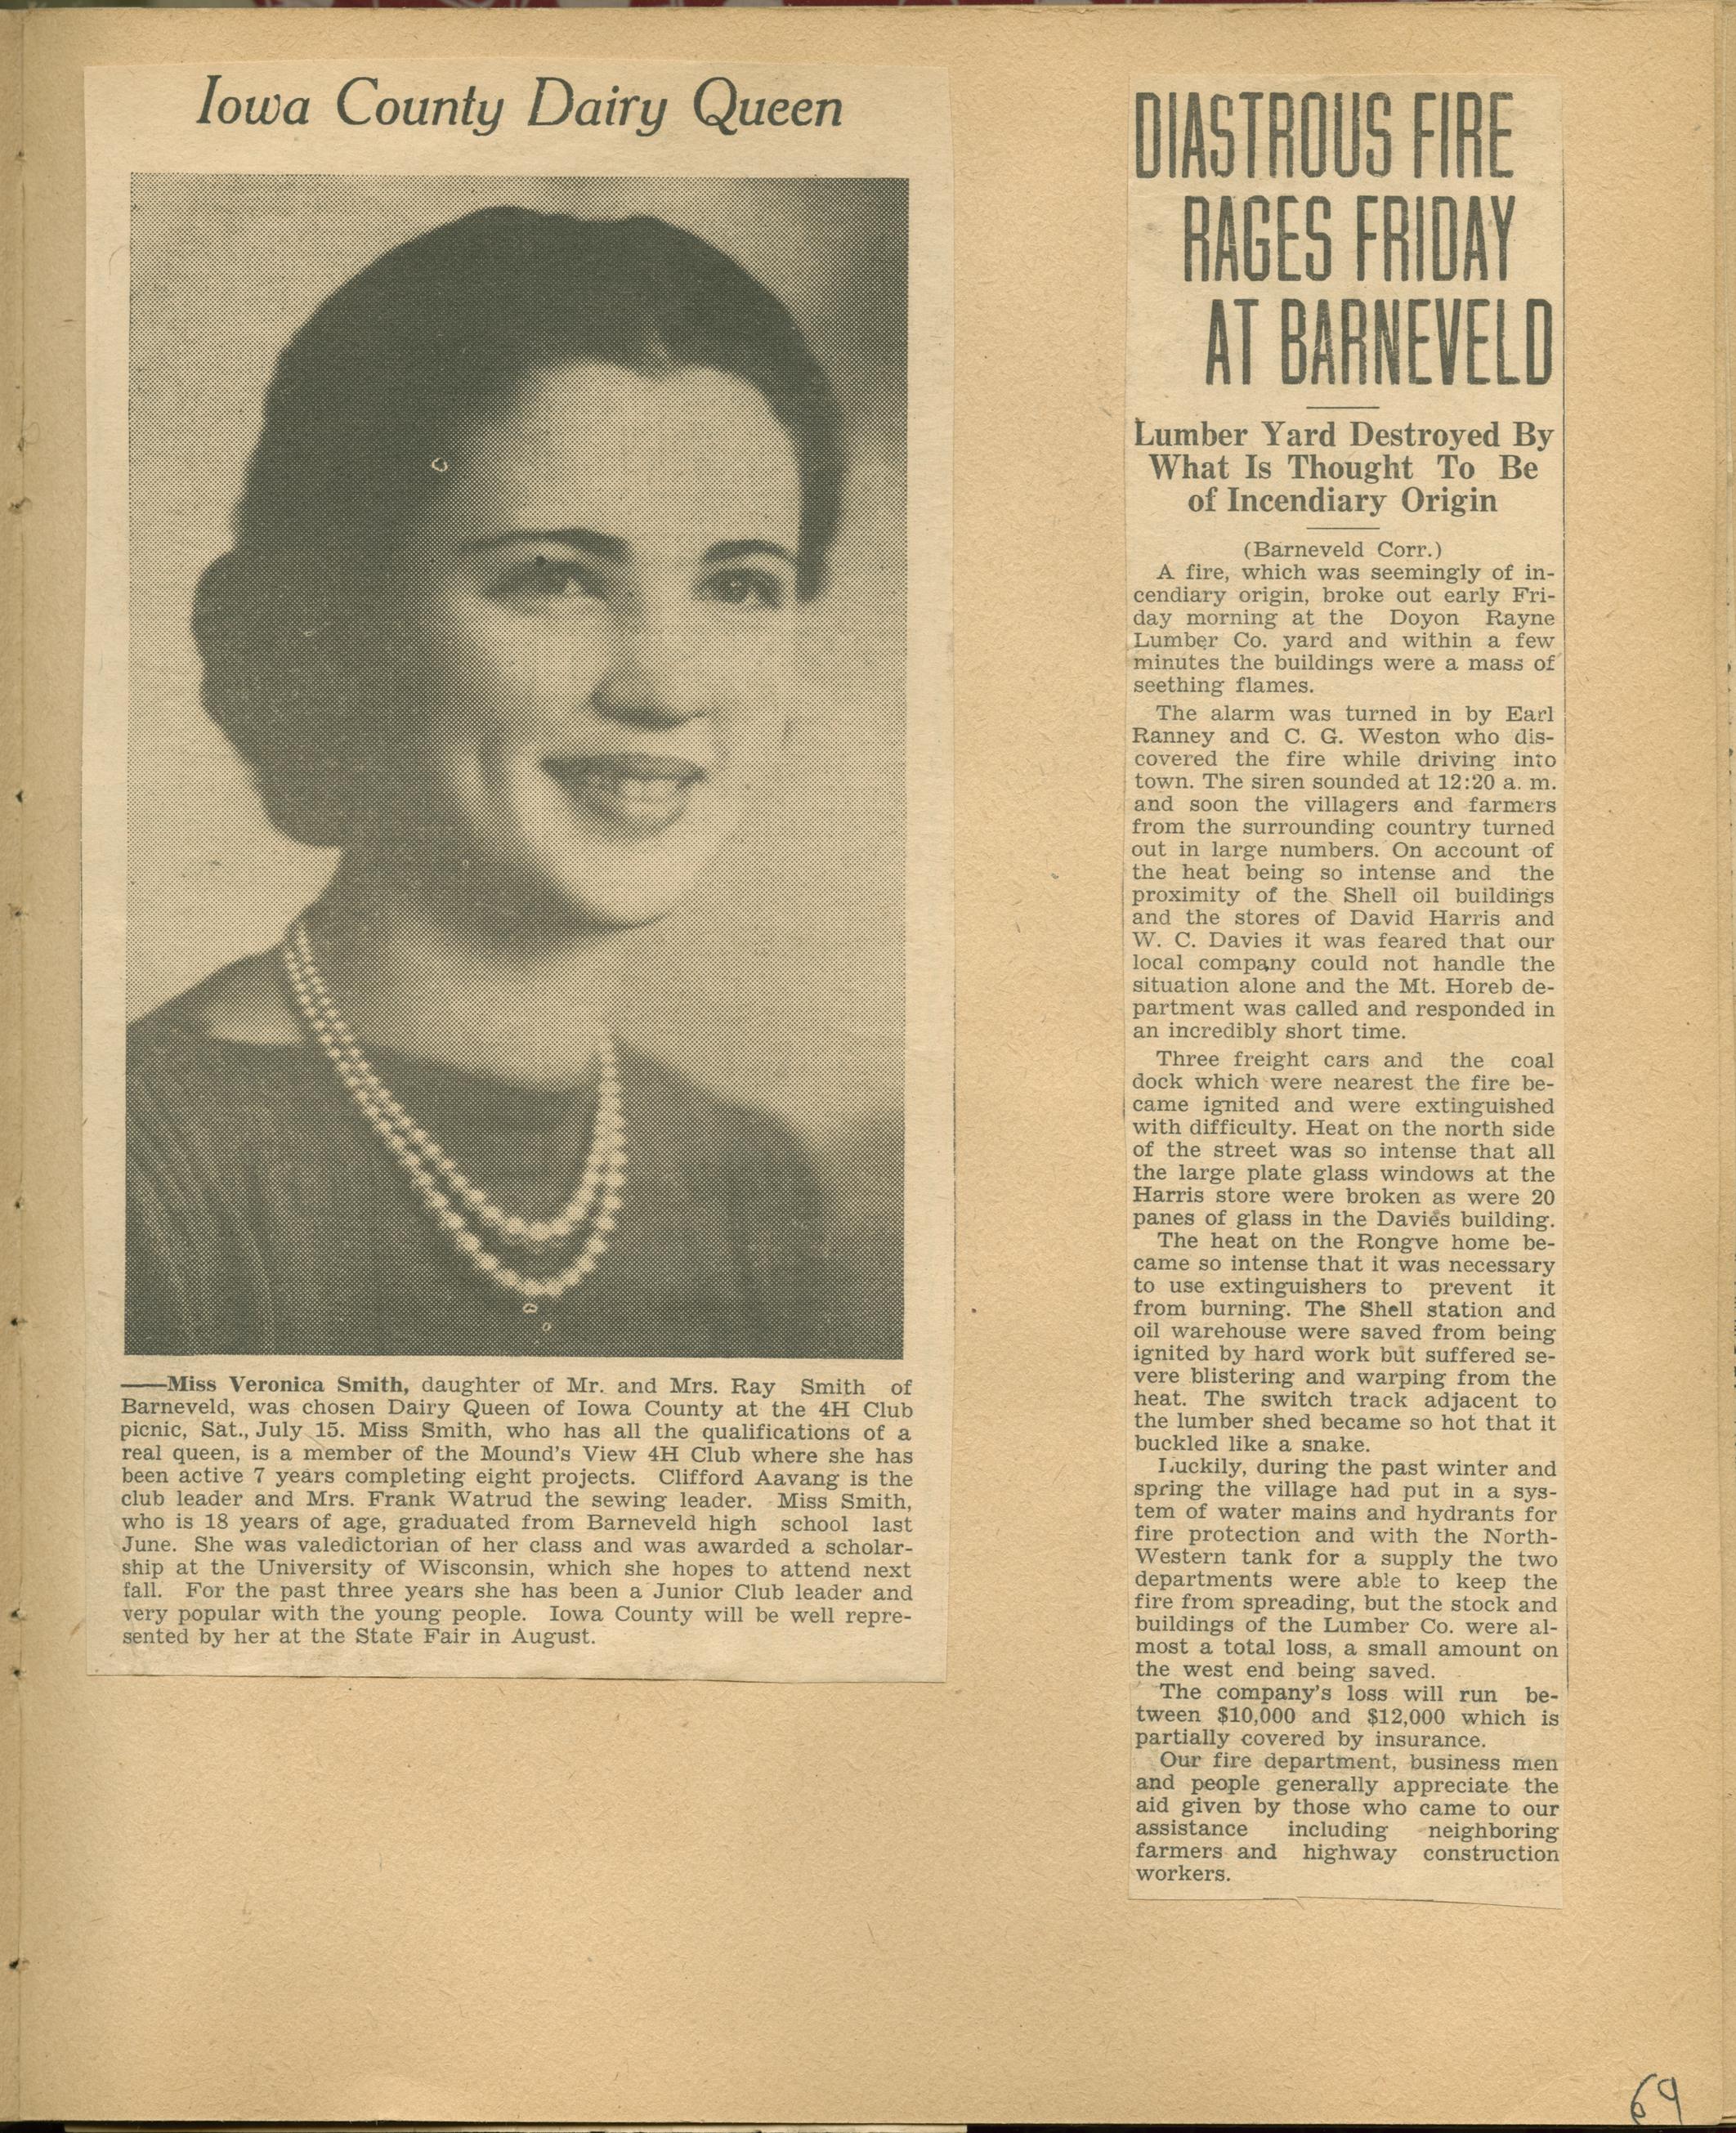 Iowa County Dairy Queen
——Miss Veronica Smith, daughter of Mr. and Mrs. Ray Smith of
Barneveld, was chosen Dairy Queen of Iowa County at the 4H Club
picnic, Sat., July 15. Miss Smith, who has all the qualifications of a
real queen, is a member of the Mound's View 4H Club where she has
been active 7 years completing eight projects. Clifford Aavang is the
club leader and Mrs. Frank Watrud the sewing leader. Miss Smith,
who is 18 years of age, graduated from Barneveld high school last
June. She was valedictorian of her class and was awarded a scholar-
ship at the University of Wisconsin, which she hopes to attend next
fall. For the past three years she has been a Junior Club leader and
very popular with the young people. Iowa County will be well repre-
sented by her at the State Fair in August.
DIASTROUS FIRE
RAGES FRIDAY
AT BARNEVELD
Lumber Yard Destroyed By
What Is Thought To Be
of Incendiary Origin
(Barneveld Corr.)
A fire, which was seemingly of in-
cendiary origin, broke out early Fri-
day morning at the Doyon Rayne
Lumber Co. yard and within a few
minutes the buildings were a mass of
seething flames.
The alarm was turned in by Earl
Ranney and C. G. Weston who dis-
covered the fire while driving into
town. The siren sounded at 12:20 a. m.
and soon the villagers and farmers
from the surrounding country turned
out in large numbers. On account of
the heat being so intense and the
proximity of the Shell oil buildings
and the stores of David Harris and
W. C. Davies it was feared that our
local company could not handle the
situation alone and the Mt. Horeb de-
partment was called and responded in
an incredibly short time.
Three freight cars and the coal
dock which were nearest the fire be-
came ignited and were extinguished
with difficulty. Heat on the north side
of the street was so intense that all
the large plate glass windows at the
Harris store were broken as were 20
panes of glass in the Davies building.
The heat on the Rongve home be-
came so intense that it was necessary
to use extinguishers to prevent it
from burning. The Shell station and
oil warehouse were saved from being
ignited by hard work but suffered se-
vere blistering and warping from the
heat. The switch track adjacent to
the lumber shed became so hot that it
buckled like a snake.
Luckily, during the past winter and
spring the village had put in a sys-
tem of water mains and hydrants for
fire protection and with the North-
Western tank for a supply the two
departments were able to keep the
fire from spreading, but the stock and
buildings of the Lumber Co. were al-
most a total loss, a small amount on
the west end being saved.
The company's loss will run be-
tween $10,000 and $12,000 which is
partially covered by insurance.
Our fire department, business men
and people generally appreciate the
aid given by those who came to our
assistance including neighboring
farmers and highway construction
workers.
69